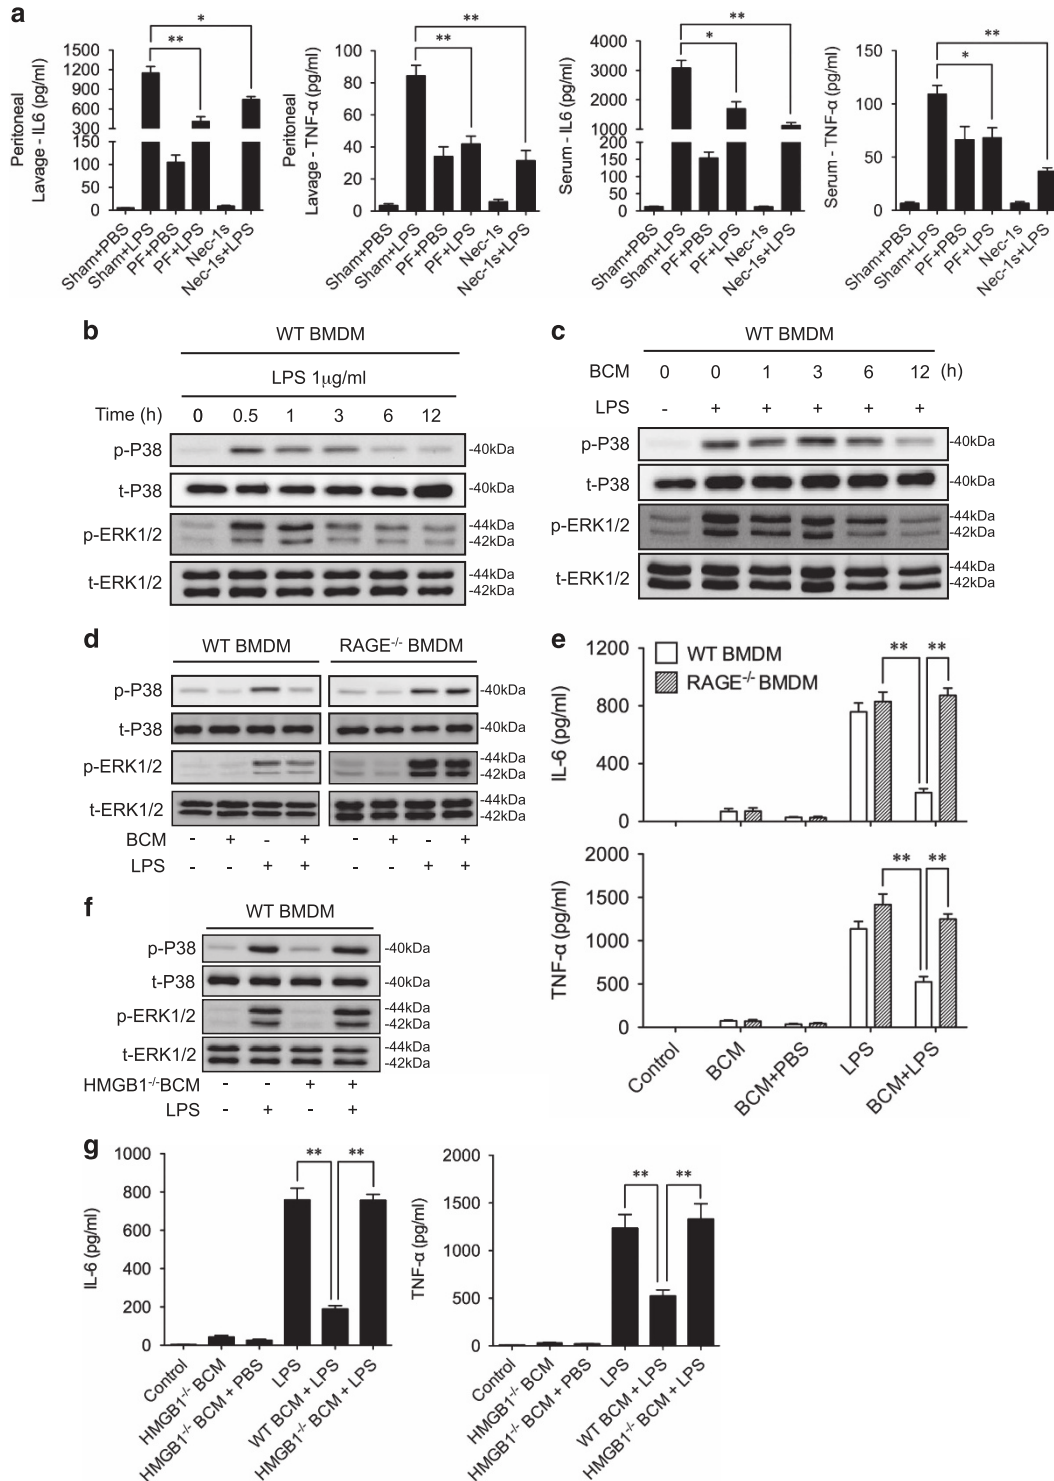 a
Peritoneal
Lavage - IL6 (pg/ml)
1500
1200
900
600
300
150
100
50
0
* **
Sham+PBS
Sham+LPS
PF+PBS
PF+LPS
Nec-1s
Nec-1s+LPS
Peritoneal
Lavage - TNF-α (pg/ml)
100
80
60
40
20
0
** **
Sham+PBS
Sham+LPS
PF+PBS
PF+LPS
Nec-1s
Nec-1s+LPS
Serum - IL6 (pg/ml)
4000
3000
2000
1000
200
150
100
50
0
** *
Sham+PBS
Sham+LPS
PF+PBS
PF+LPS
Nec-1s
Nec-1s+LPS
Serum - TNF-α (pg/ml)
150
100
50
0
** *
Sham+PBS
Sham+LPS
PF+PBS
PF+LPS
Nec-1s
Nec-1s+LPS
b
WT BMDM
LPS 1μg/ml
Time (h) 0 0.5 1 3 6 12
p-P38 -40kDa
t-P38 -40kDa
p-ERK1/2 -44kDa
-42kDa
t-ERK1/2 -44kDa
-42kDa
c
WT BMDM
BCM 0 0 1 3 6 12 (h)
LPS - + + + + +
p-P38 -40kDa
t-P38 -40kDa
p-ERK1/2 -44kDa
-42kDa
t-ERK1/2 -44kDa
-42kDa
d
WT BMDM RAGE-/- BMDM
p-P38 -40kDa
t-P38 -40kDa
p-ERK1/2 -44kDa
-42kDa
t-ERK1/2 -44kDa
-42kDa
BCM - + - + - + - +
LPS - - + + - - + +
e
WT BMDM
RAGE-/- BMDM
IL-6 (pg/ml)
1200
800
400
0
** **
TNF-α (pg/ml)
2000
1500
1000
500
0
** **
Control
BCM
BCM+PBS
LPS
BCM+LPS
f
WT BMDM
p-P38 -40kDa
t-P38 -40kDa
p-ERK1/2 -44kDa
-42kDa
t-ERK1/2 -44kDa
-42kDa
HMGB1-/-BCM - - + +
LPS - + - +
g
IL-6 (pg/ml)
1000
800
600
400
200
0
** **
Control
HMGB1-/- BCM
HMGB1-/- BCM + PBS
LPS
WT BCM + LPS
HMGB1-/- BCM + LPS
TNF-α (pg/ml)
2000
1500
1000
500
0
** **
Control
HMGB1-/- BCM
HMGB1-/- BCM + PBS
LPS
WT BCM + LPS
HMGB1-/- BCM + LPS